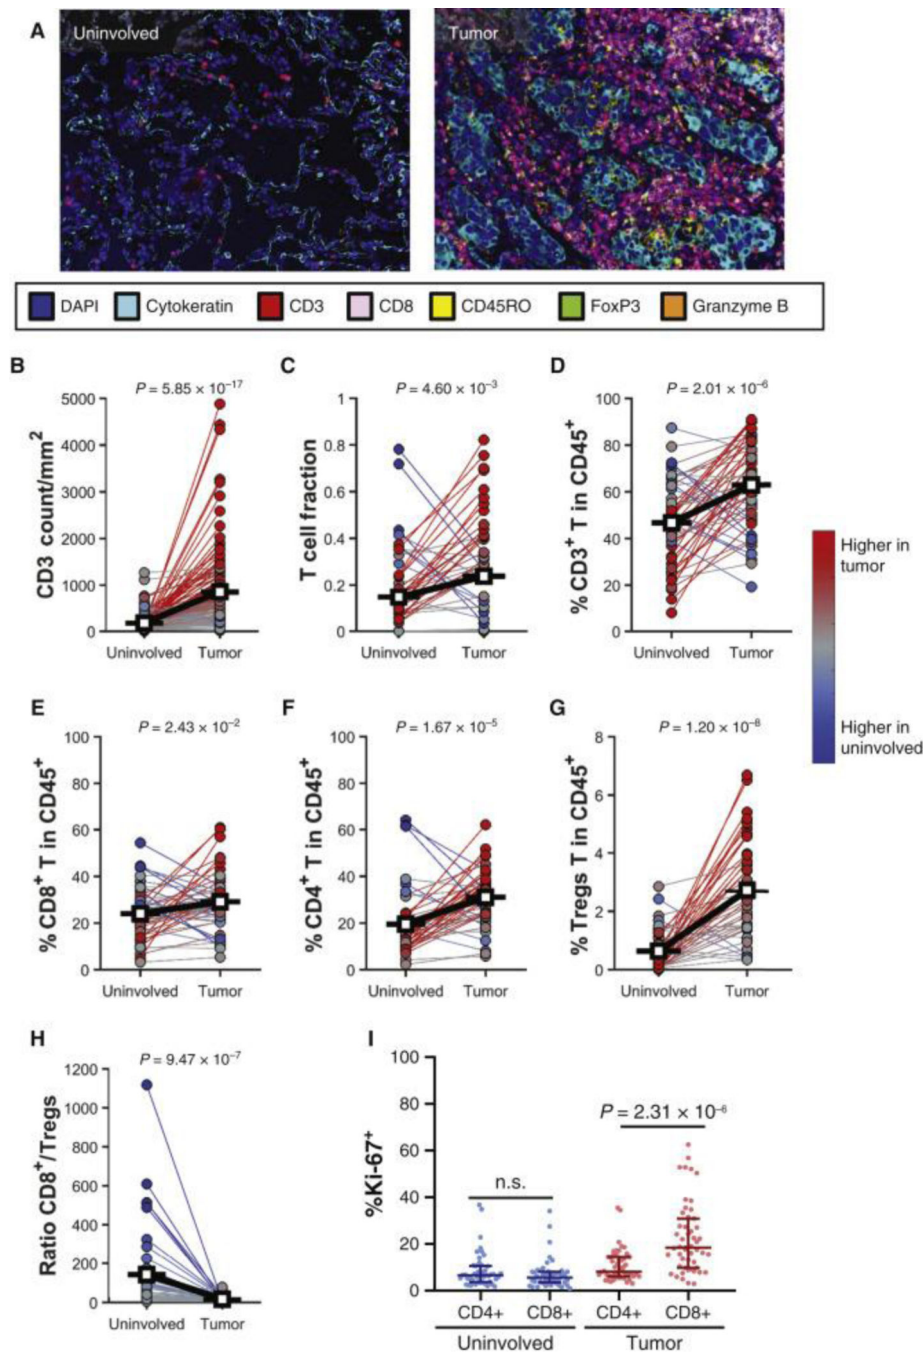 A
Uninvolved
Tumor
DAPI Cytokeratin CD3 CD8 CD45RO FoxP3 Granzyme B
B
P = 5.85 × 10⁻¹⁷
CD3 count/mm²
5000
4000
3000
2000
1000
0
Uninvolved Tumor
C
P = 4.60 × 10⁻³
T cell fraction
1
0.8
0.6
0.4
0.2
0
Uninvolved Tumor
D
P = 2.01 × 10⁻⁶
% CD3⁺ T in CD45⁺
100
80
60
40
20
0
Uninvolved Tumor
Higher in
tumor
Higher in
uninvolved
E
P = 2.43 × 10⁻²
% CD8⁺ T in CD45⁺
100
80
60
40
20
0
Uninvolved Tumor
F
P = 1.67 × 10⁻⁵
% CD4⁺ T in CD45⁺
100
80
60
40
20
0
Uninvolved Tumor
G
P = 1.20 × 10⁻⁸
% Tregs T in CD45⁺
8
6
4
2
0
Uninvolved Tumor
H
P = 9.47 × 10⁻⁷
Ratio CD8⁺/Tregs
1200
1000
800
600
400
200
0
Uninvolved Tumor
I
%Ki-67⁺
100
80
60
40
20
0
n.s.
P = 2.31 × 10⁻⁶
CD4+ CD8+ CD4+ CD8+
Uninvolved Tumor